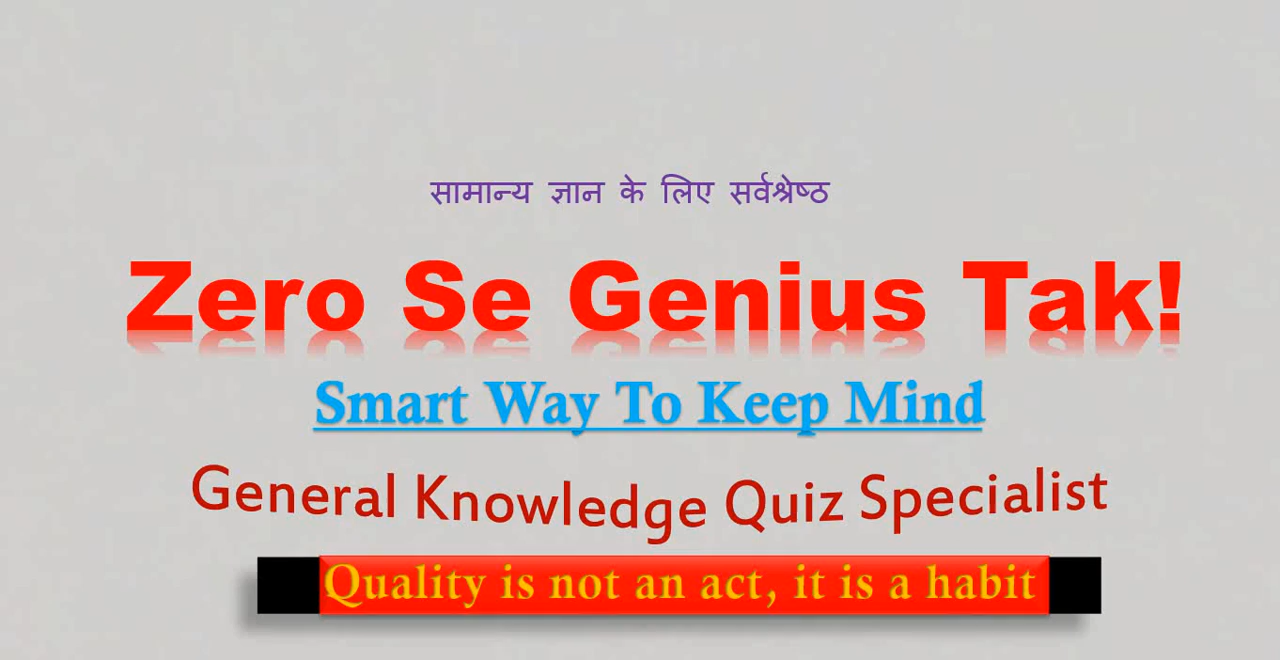 सामान्य ज्ञान के लिए सर्वश्रेष्ठ
Zero Se Genius Tak!
Smart Way To Keep Mind
General Knowledge Quiz Specialist
Quality is not an act, it is a habit